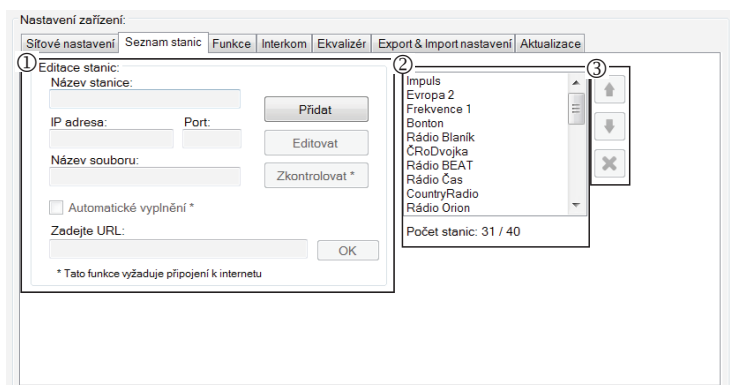 Nastavení zařízení:
Síťové nastavení Seznam stanic Funkce Interkom Ekvalizér Export & Import nastavení Aktualizace
①
Editace stanic:
Název stanice:
Přidat
IP adresa: Port:
Editovat
Název souboru:
Zkontrolovat *
Automatické vyplnění *
Zadejte URL:
OK
* Tato funkce vyžaduje připojení k internetu
②
Impuls
Evropa 2
Frekvence 1
Bonton
Rádio Blaník
ČRoDvojka
Rádio BEAT
Rádio Čas
CountryRadio
Rádio Orion
Počet stanic: 31 / 40
③